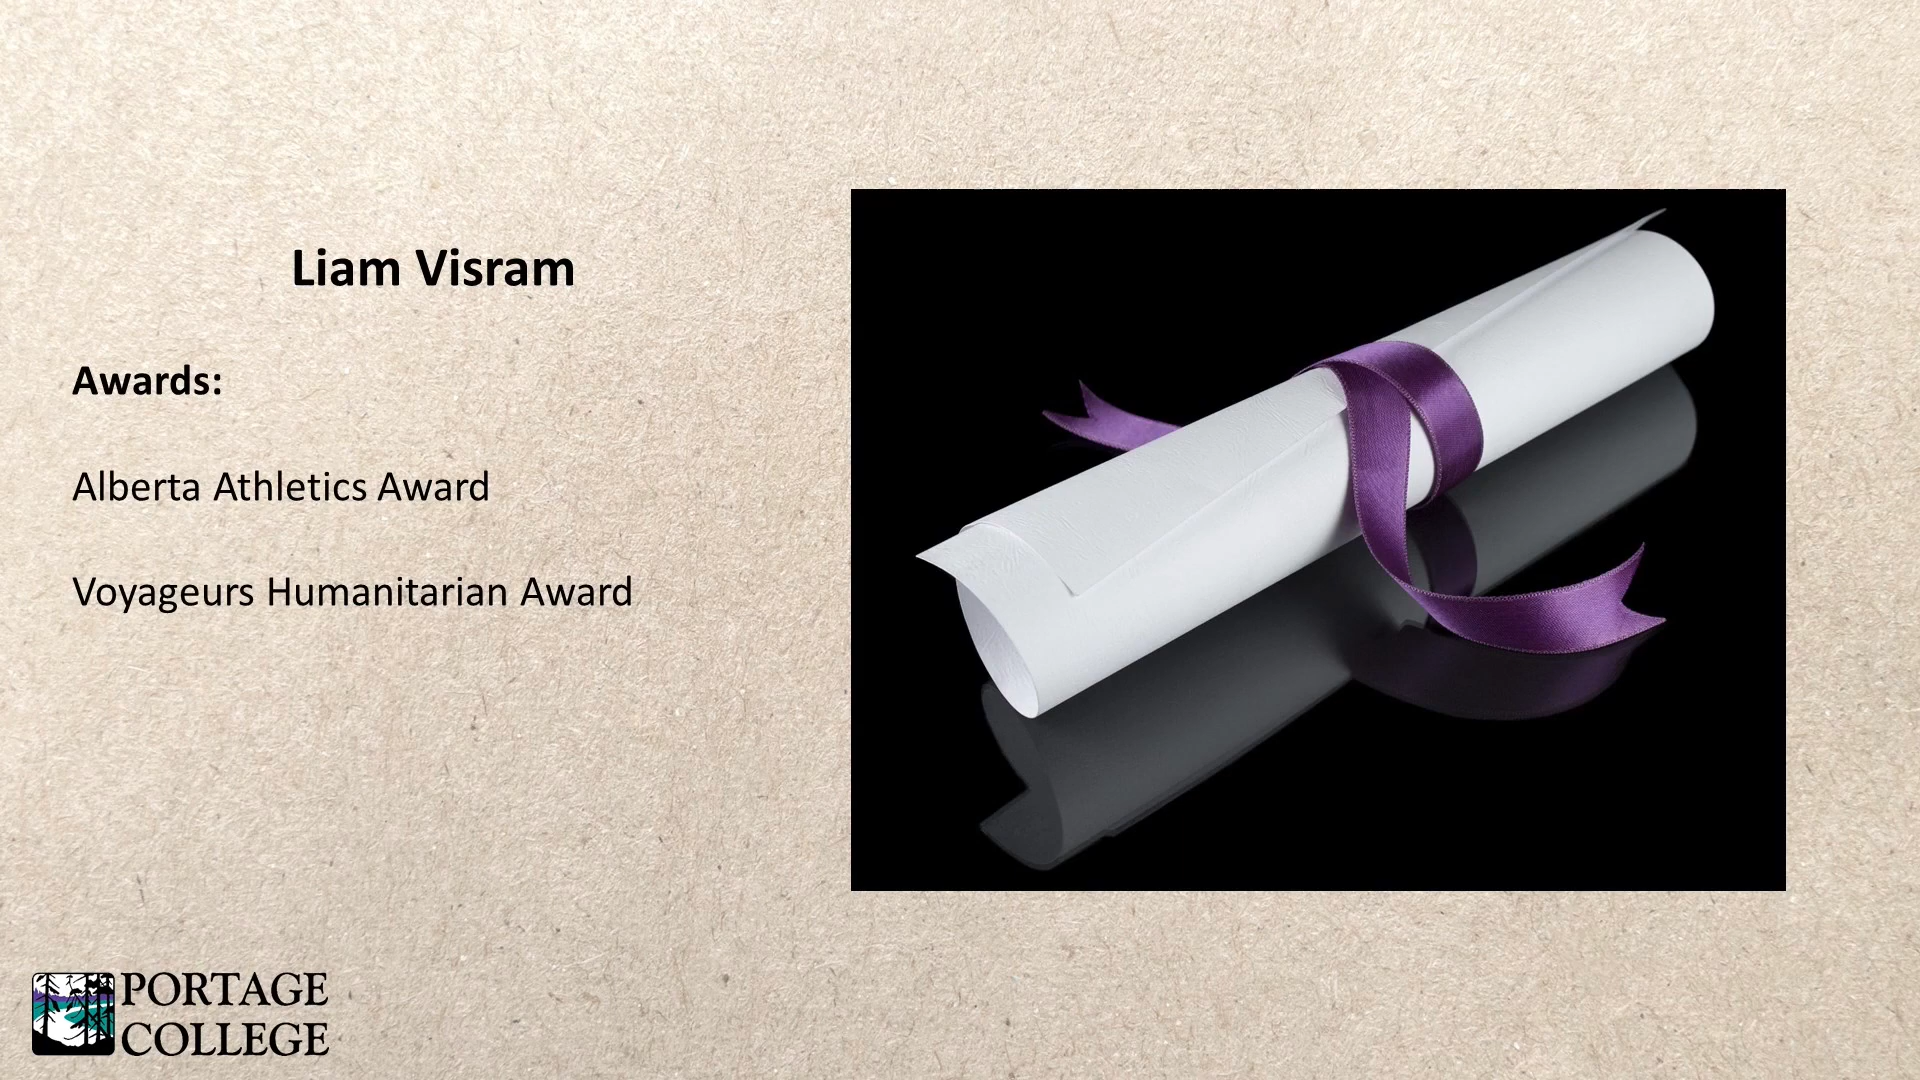 Liam Visram
Awards:
Alberta Athletics Award
Voyageurs Humanitarian Award
PORTAGE
COLLEGE